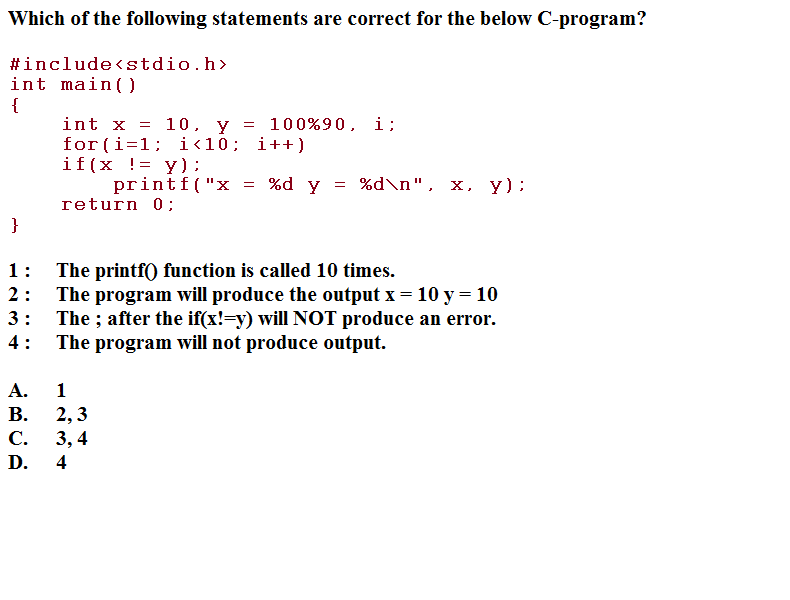 Which of the following statements are correct for the below C-program?
#include<stdio.h>
int main()
{
int x = 10, y = 100%90, i;
for(i=1; i<10; i++)
if(x != y);
printf("x = %d y = %d\n", x, y);
return 0;
}
1 : The printf() function is called 10 times.
2 : The program will produce the output x = 10 y = 10
3 : The ; after the if(x!=y) will NOT produce an error.
4 : The program will not produce output.
A. 1
B. 2, 3
C. 3, 4
D. 4